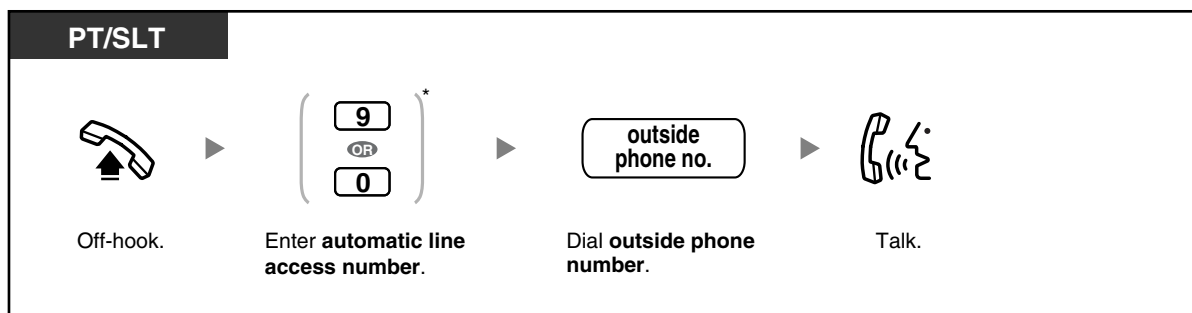 PT/SLT
9
*
OR
0
outside
phone no.
Off-hook.
Enter automatic line
access number.
Dial outside phone
number.
Talk.